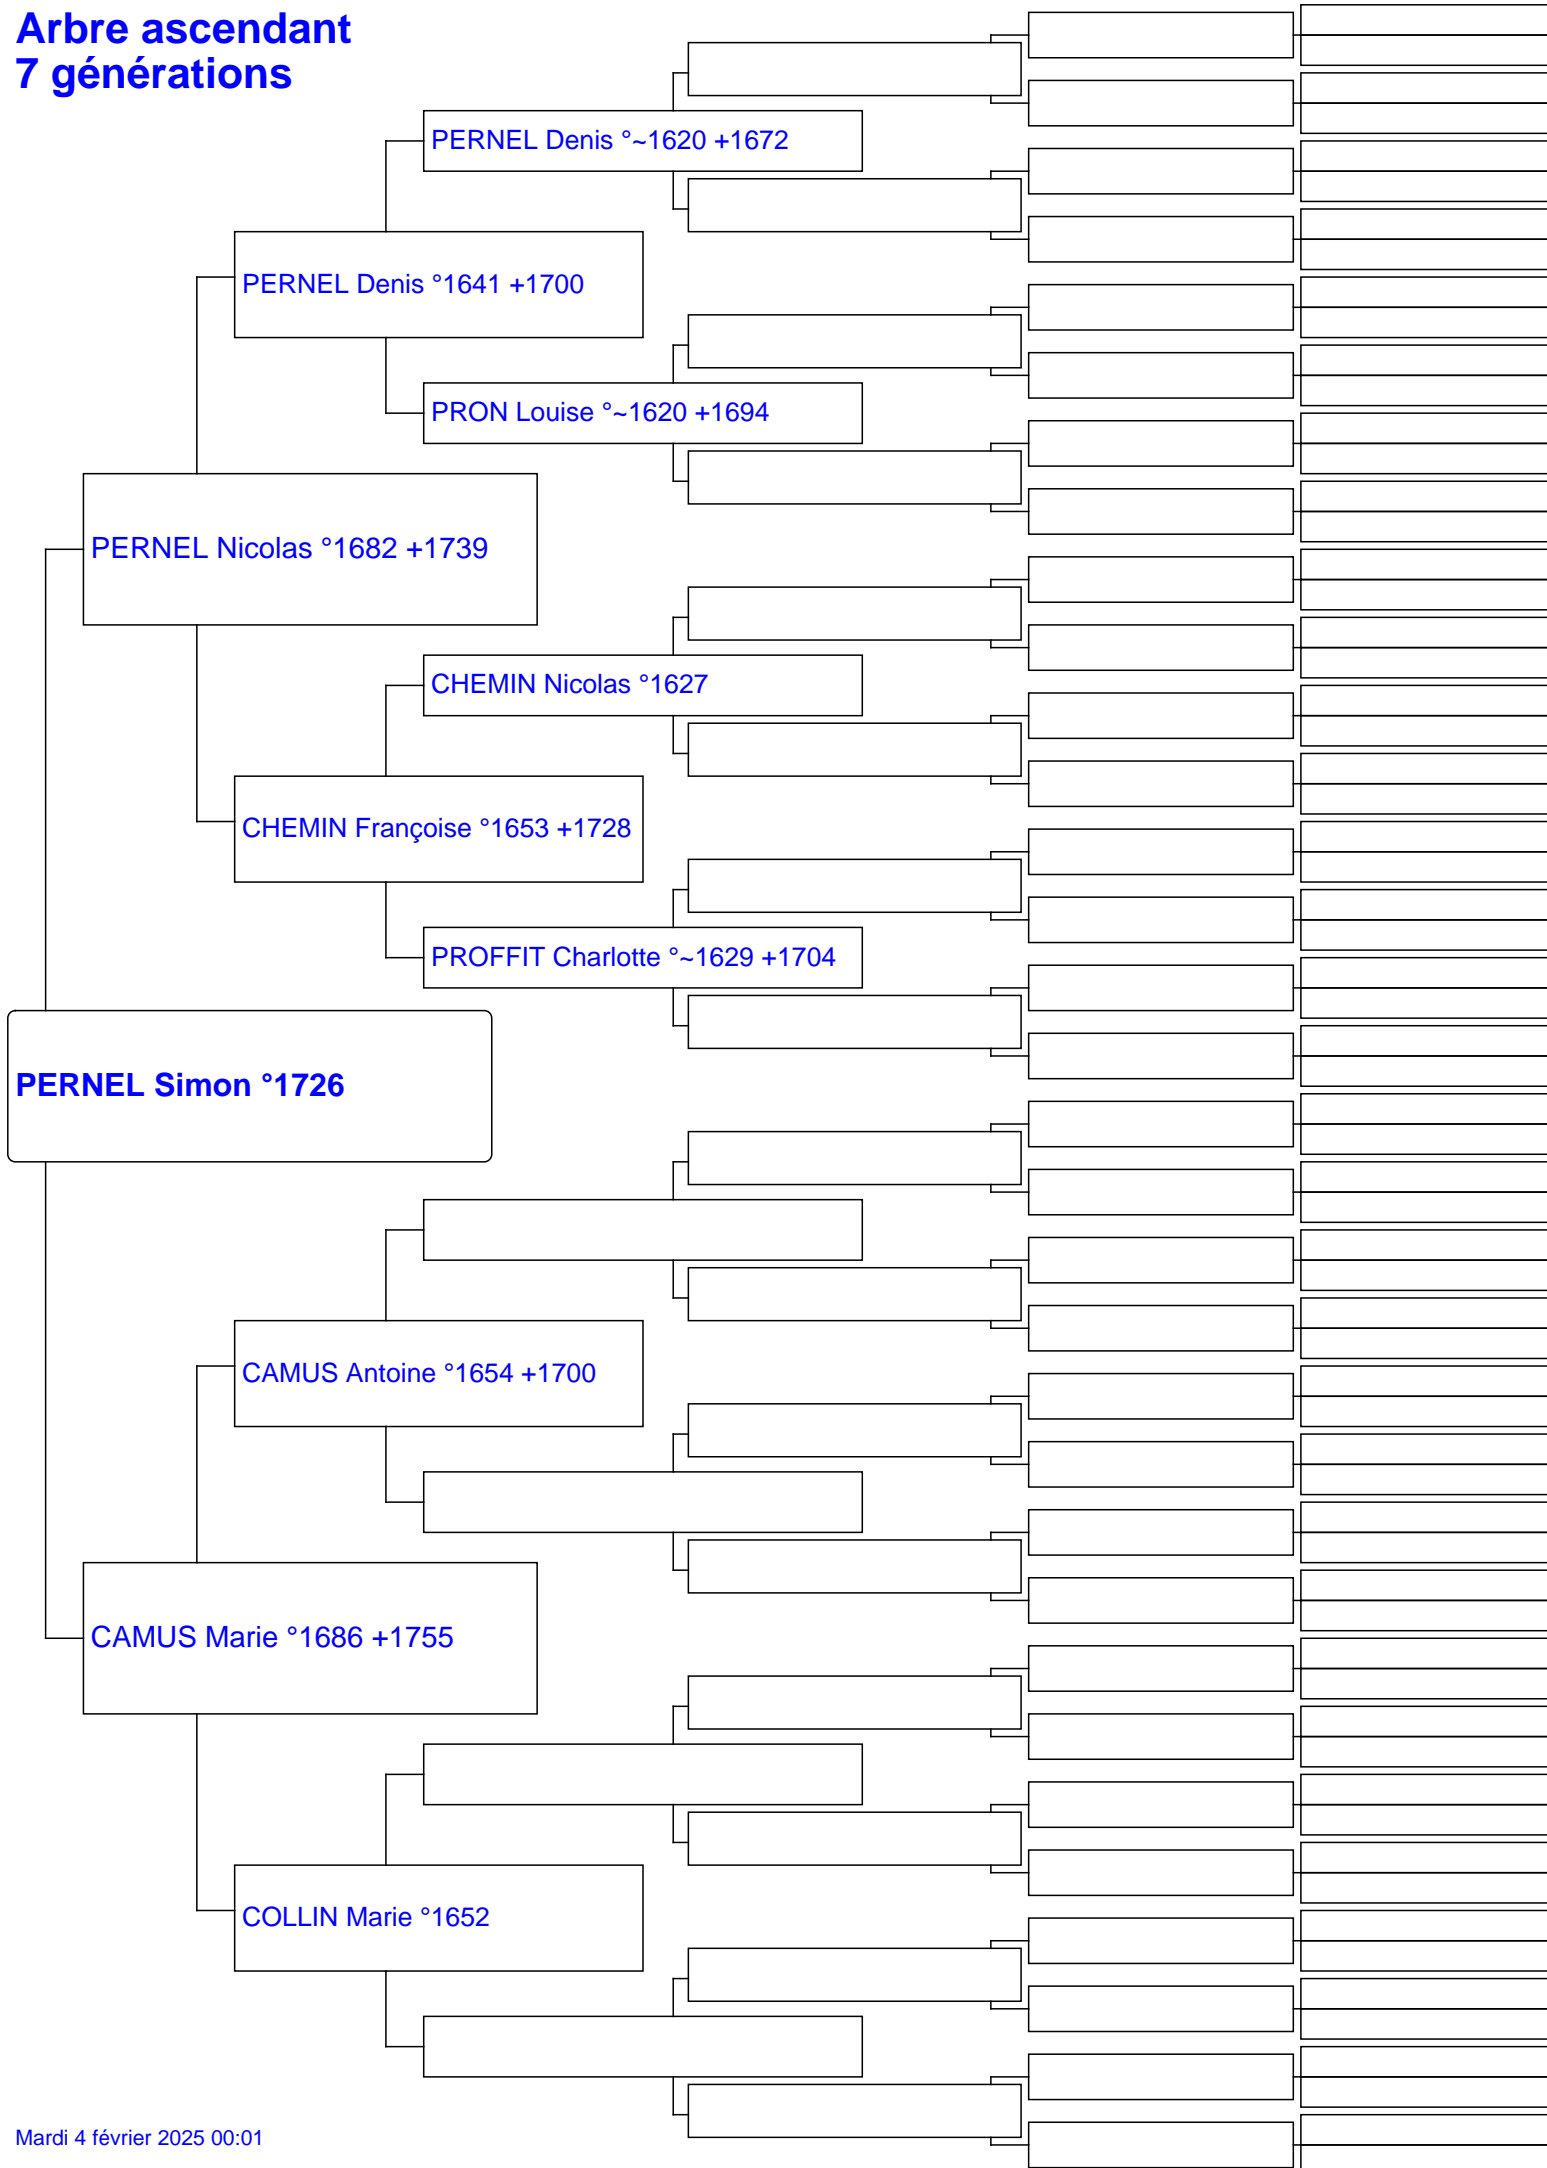 Arbre ascendant
7 générations
PERNEL Denis °~1620 +1672
PERNEL Denis °1641 +1700
PRON Louise °~1620 +1694
PERNEL Nicolas °1682 +1739
CHEMIN Nicolas °1627
CHEMIN Françoise °1653 +1728
PROFFIT Charlotte °~1629 +1704
PERNEL Simon °1726
CAMUS Antoine °1654 +1700
CAMUS Marie °1686 +1755
COLLIN Marie °1652
Mardi 4 février 2025 00:01